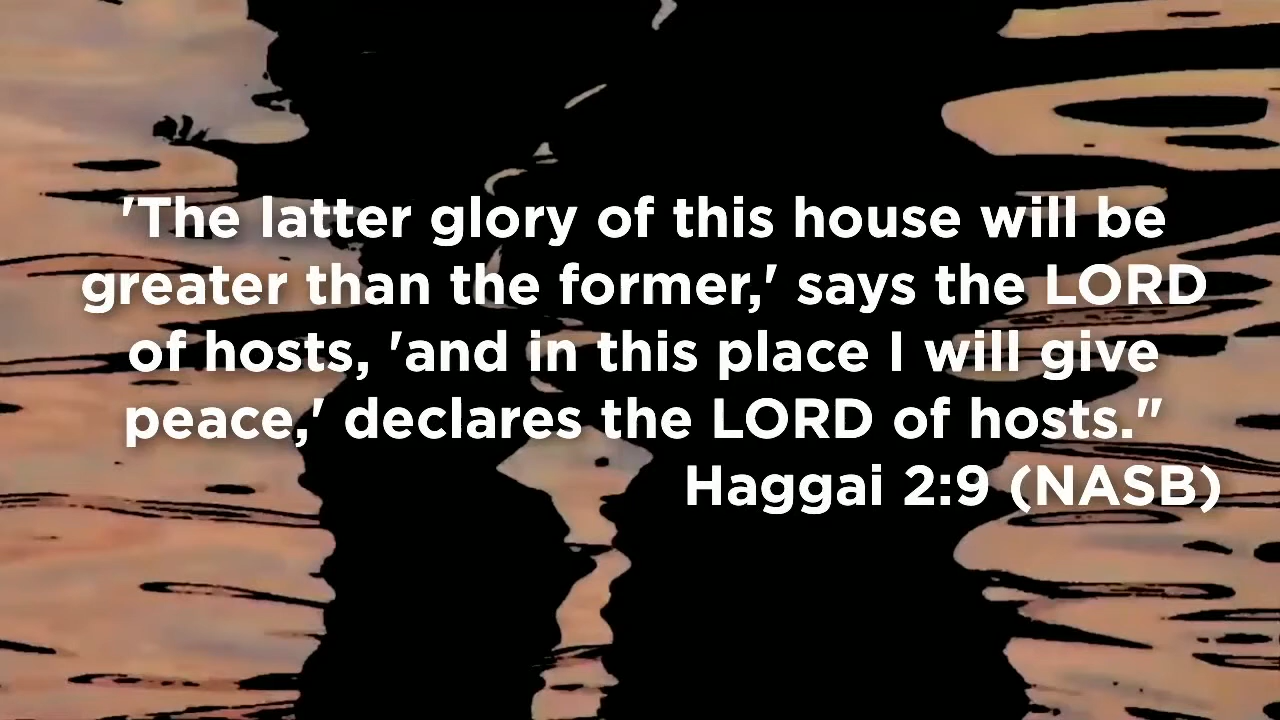 'The latter glory of this house will be
greater than the former,' says the LORD
of hosts, 'and in this place I will give
peace,' declares the LORD of hosts."
Haggai 2:9 (NASB)